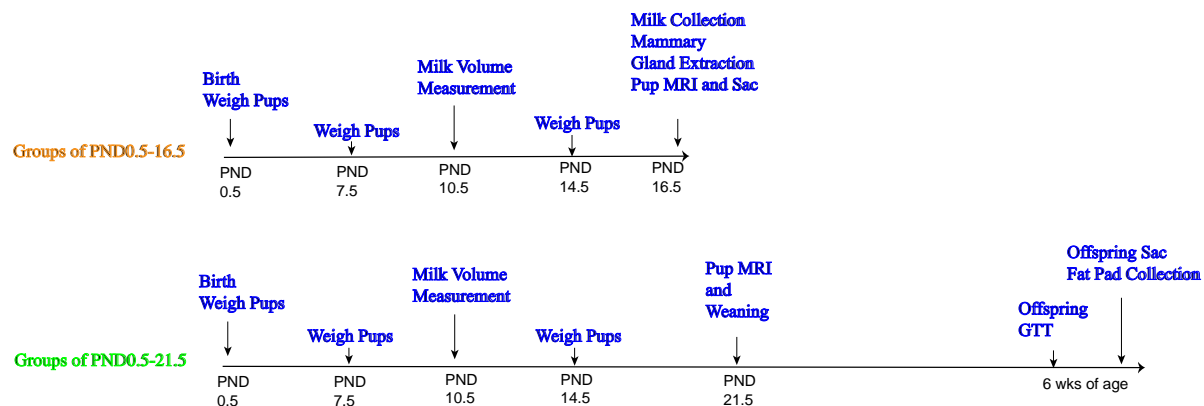 Milk Collection
Mammary
Gland Extraction
Pup MRI and Sac
Birth
Weigh Pups
Milk Volume
Measurement
Weigh Pups
Weigh Pups
Groups of PND0.5-16.5
PND
0.5
PND
7.5
PND
10.5
PND
14.5
PND
16.5
Offspring Sac
Fat Pad Collection
Birth
Weigh Pups
Milk Volume
Measurement
Pup MRI
and
Weaning
Weigh Pups
Weigh Pups
Offspring
GTT
Groups of PND0.5-21.5
PND
0.5
PND
7.5
PND
10.5
PND
14.5
PND
21.5
6 wks of age